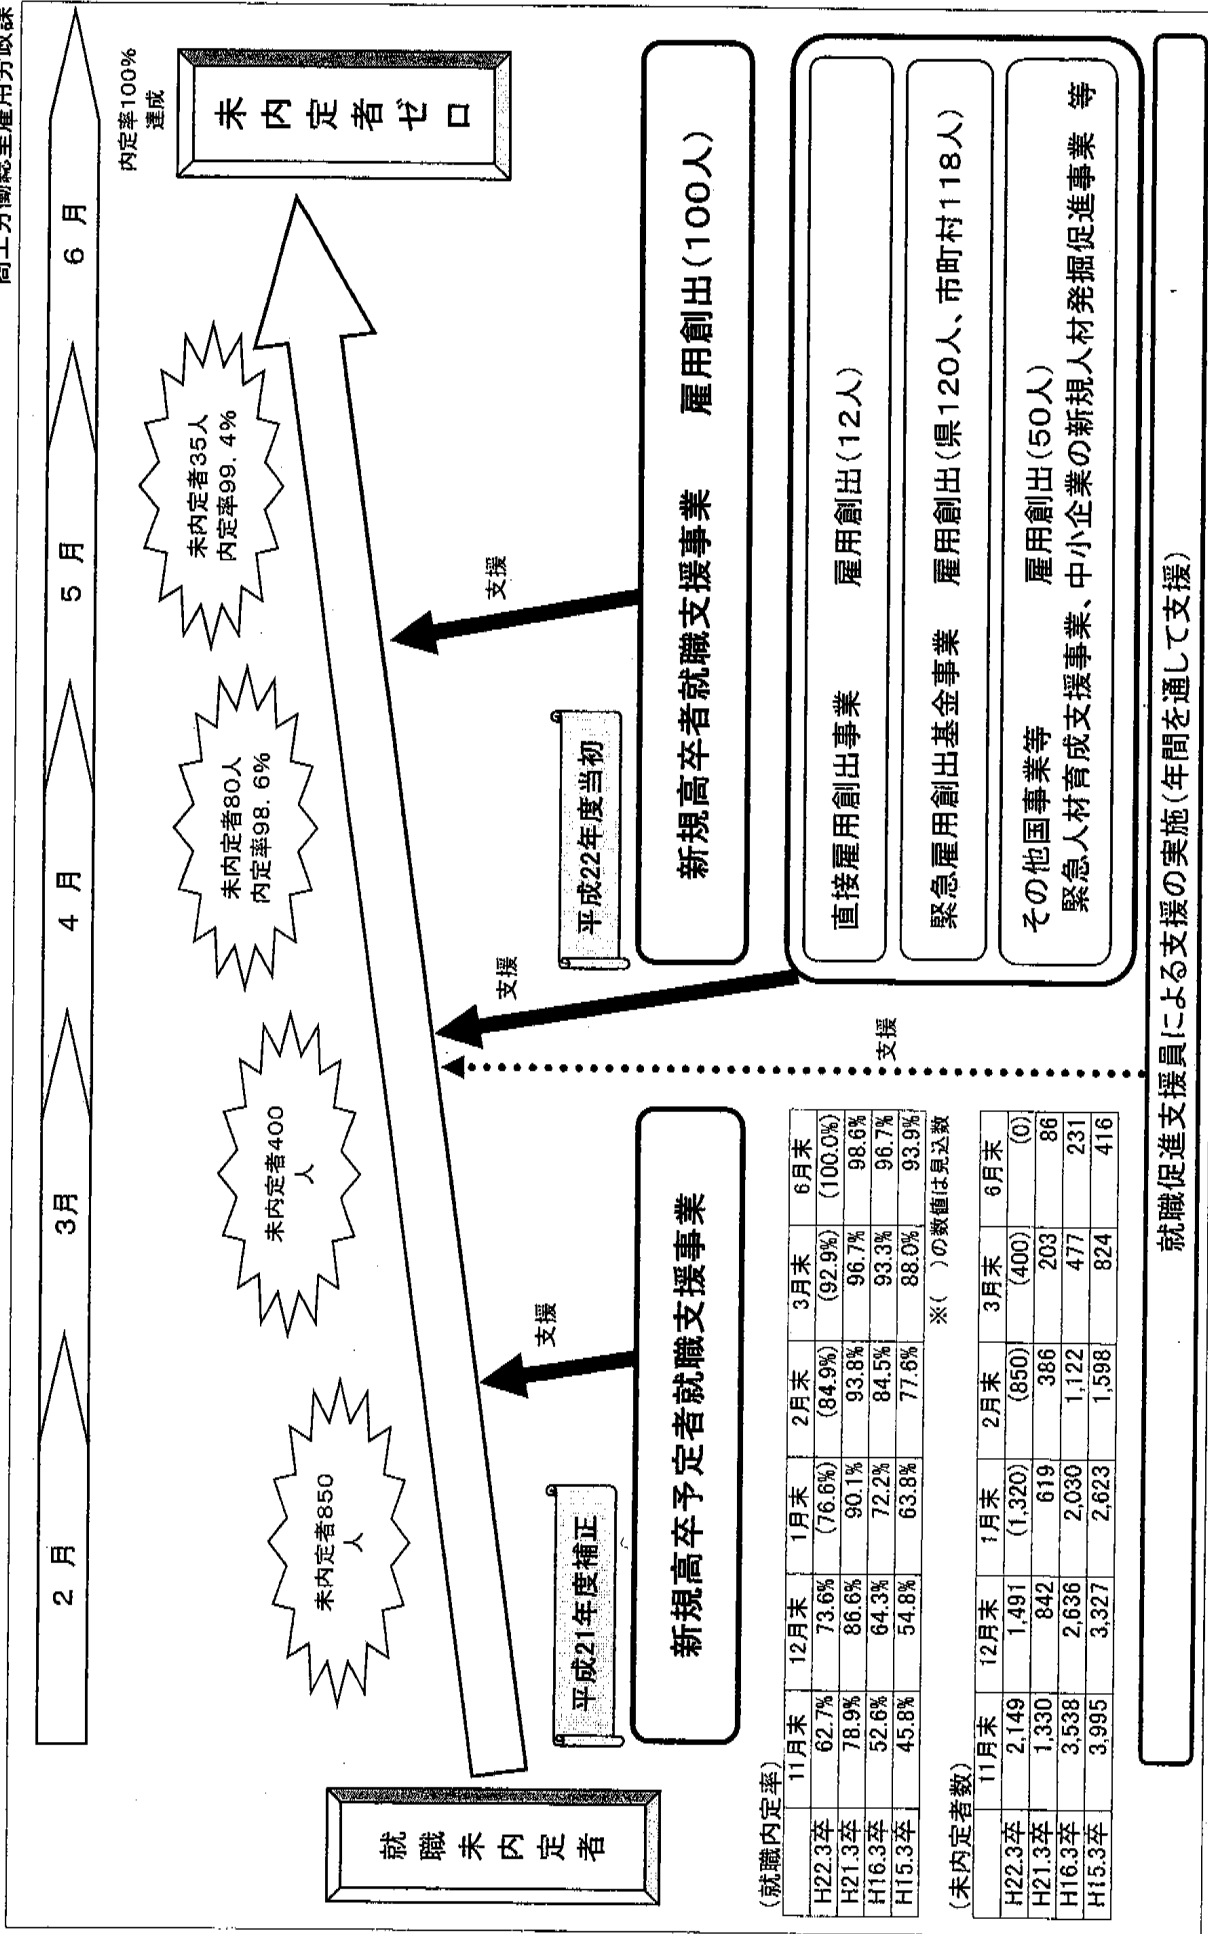 商工労働総室雇用労政課
2 月
3月
4 月
5 月
6 月
内定率100%
達成
未内定者ゼロ
未内定者850
人
未内定者400
人
未内定者80人
内定率98. 6%
未内定者35人
内定率99. 4%
就職未内定者
支援
支援
支援
支援
平成21年度補正
新規高卒予定者就職支援事業
平成22年度当初
新規高卒者就職支援事業 雇用創出(100人)
直接雇用創出事業 雇用創出(12人)
緊急雇用創出基金事業 雇用創出(県120人、市町村118人)
その他国事業等 雇用創出(50人)
緊急人材育成支援事業、中小企業の新規人材発掘促進事業 等
(就職内定率)
11月末 12月末 1月末 2月末 3月末 6月末
H22.3卒 62.7% 73.6% (76.6%) (84.9%) (92.9%) (100.0%)
H21.3卒 78.9% 86.6% 90.1% 93.8% 96.7% 98.6%
H16.3卒 52.6% 64.3% 72.2% 84.5% 93.3% 96.7%
H15.3卒 45.8% 54.8% 63.8% 77.6% 88.0% 93.9%
※( )の数値は見込数
(未内定者数)
11月末 12月末 1月末 2月末 3月末 6月末
H22.3卒 2,149 1,491 (1,320) (850) (400) (0)
H21.3卒 1,330 842 619 386 203 86
H16.3卒 3,538 2,636 2,030 1,122 477 231
H15.3卒 3,995 3,327 2,623 1,598 824 416
就職促進支援員による支援の実施(年間を通して支援)